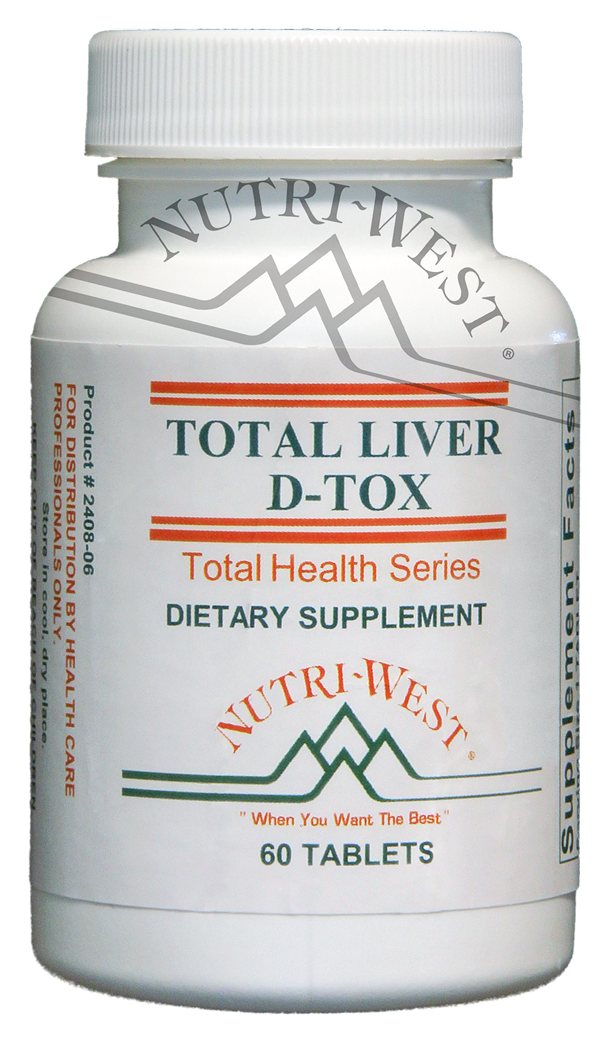 NUTRI~WEST®
TOTAL LIVER
D-TOX
Total Health Series
DIETARY SUPPLEMENT
NUTRI~WEST®
" When You Want The Best"
60 TABLETS
Product # 2408-06
FOR DISTRIBUTION BY HEALTH CARE
PROFESSIONALS ONLY.
Store in cool, dry place.
Supplement Facts